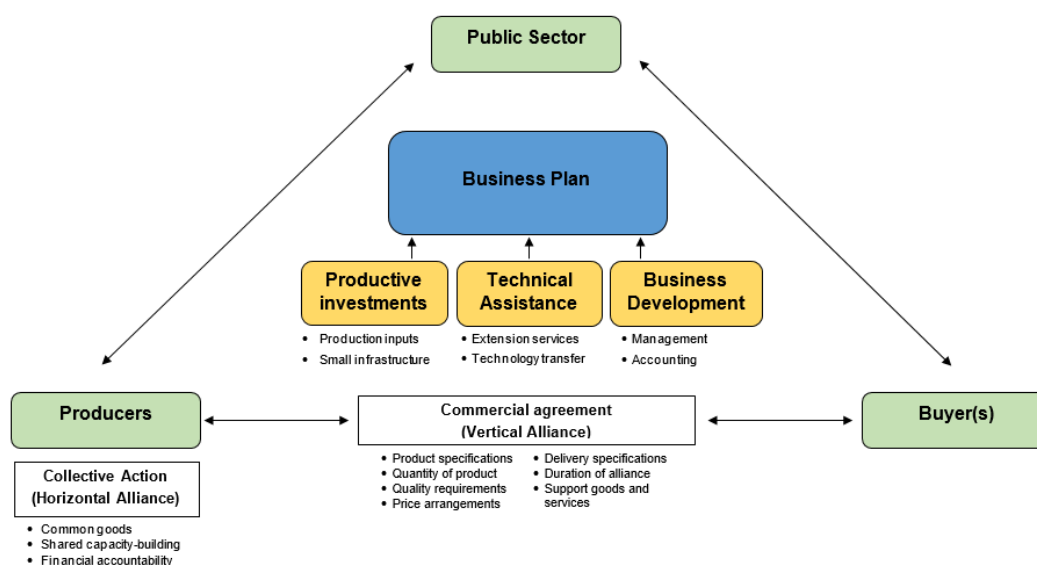 Public Sector
Business Plan
Productive
investments
Technical
Assistance
Business
Development
• Production inputs
• Small infrastructure
• Extension services
• Technology transfer
• Management
• Accounting
Producers
Commercial agreement
(Vertical Alliance)
Buyer(s)
• Product specifications
• Quantity of product
• Quality requirements
• Price arrangements
• Delivery specifications
• Duration of alliance
• Support goods and
services
Collective Action
(Horizontal Alliance)
• Common goods
• Shared capacity-building
• Financial accountability